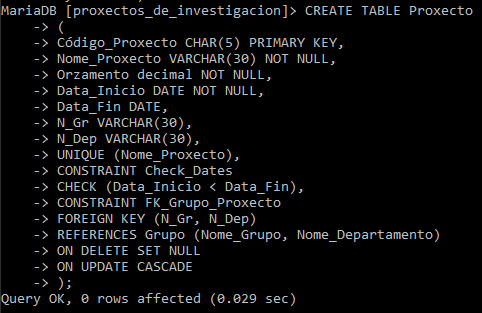 MariaDB [proxectos_de_investigacion]> CREATE TABLE Proxecto
-> (
-> Código_Proxecto CHAR(5) PRIMARY KEY,
-> Nome_Proxecto VARCHAR(30) NOT NULL,
-> Orzamento decimal NOT NULL,
-> Data_Inicio DATE NOT NULL,
-> Data_Fin DATE,
-> N_Gr VARCHAR(30),
-> N_Dep VARCHAR(30),
-> UNIQUE (Nome_Proxecto),
-> CONSTRAINT Check_Dates
-> CHECK (Data_Inicio < Data_Fin),
-> CONSTRAINT FK_Grupo_Proxecto
-> FOREIGN KEY (N_Gr, N_Dep)
-> REFERENCES Grupo (Nome_Grupo, Nome_Departamento)
-> ON DELETE SET NULL
-> ON UPDATE CASCADE
-> );
Query OK, 0 rows affected (0.029 sec)